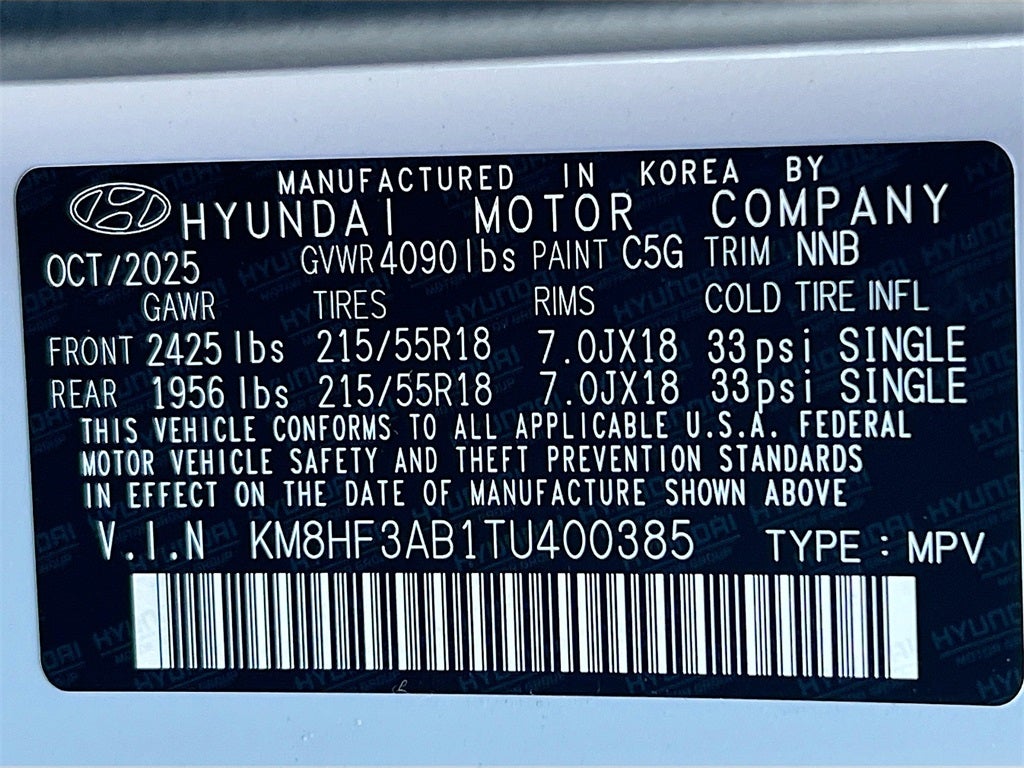 MANUFACTURED IN KOREA BY
HYUNDAI MOTOR COMPANY
OCT/2025 GVWR 4090lbs PAINT C5G TRIM NNB
GAWR TIRES RIMS COLD TIRE INFL
FRONT 2425 lbs 215/55R18 7.0JX18 33psi SINGLE
REAR 1956 lbs 215/55R18 7.0JX18 33psi SINGLE
THIS VEHICLE CONFORMS TO ALL APPLICABLE U.S.A. FEDERAL
MOTOR VEHICLE SAFETY AND THEFT PREVENTION STANDARDS
IN EFFECT ON THE DATE OF MANUFACTURE SHOWN ABOVE
V.I.N KM8HF3AB1TU400385 TYPE : MPV